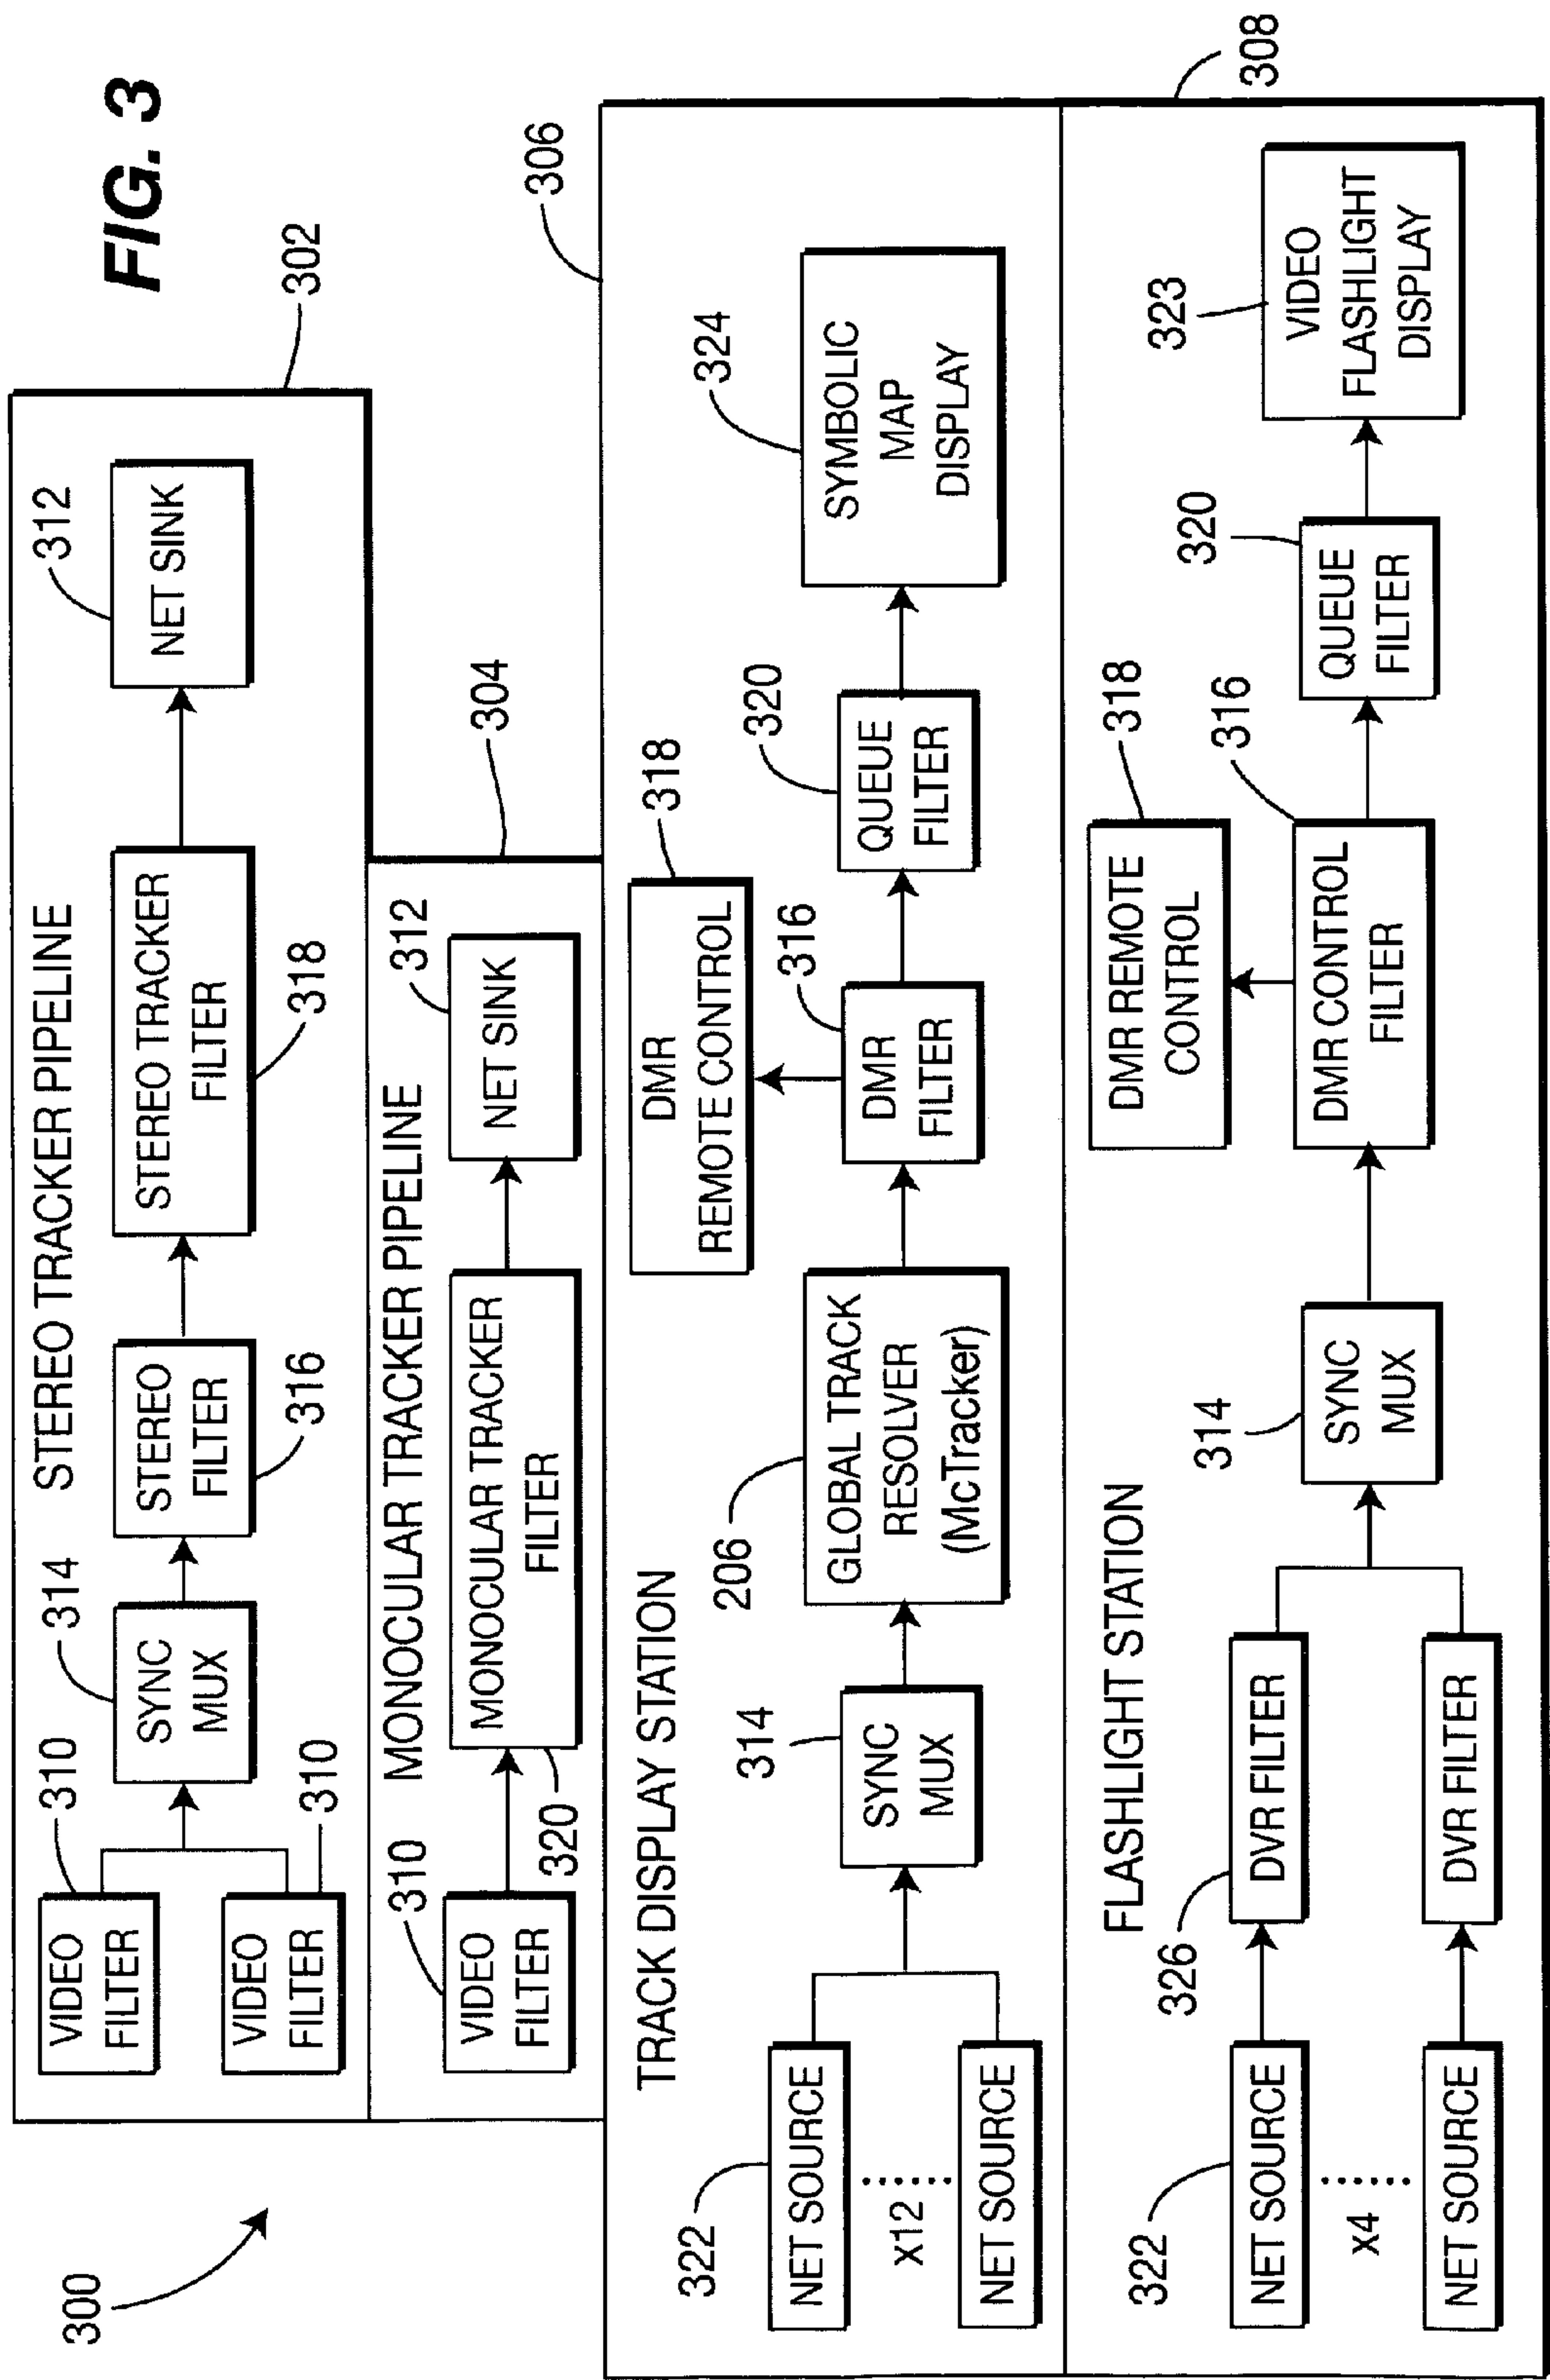 FIG. 3
300
302
STEREO TRACKER PIPELINE
310
VIDEO
FILTER
VIDEO
FILTER
310
314
SYNC
MUX
STEREO
FILTER
316
STEREO TRACKER
FILTER
318
312
NET SINK
304
MONOCULAR TRACKER PIPELINE
310
VIDEO
FILTER
MONOCULAR TRACKER
FILTER
320
312
NET SINK
306
TRACK DISPLAY STATION
322
NET SOURCE
x12
NET SOURCE
314
SYNC
MUX
206
GLOBAL TRACK
RESOLVER
(McTracker)
DMR
REMOTE CONTROL
318
316
DMR
FILTER
320
QUEUE
FILTER
324
SYMBOLIC
MAP
DISPLAY
308
FLASHLIGHT STATION
322
NET SOURCE
x4
NET SOURCE
326
DVR FILTER
DVR FILTER
314
SYNC
MUX
DMR REMOTE
CONTROL
318
316
DMR CONTROL
FILTER
320
QUEUE
FILTER
323
VIDEO
FLASHLIGHT
DISPLAY